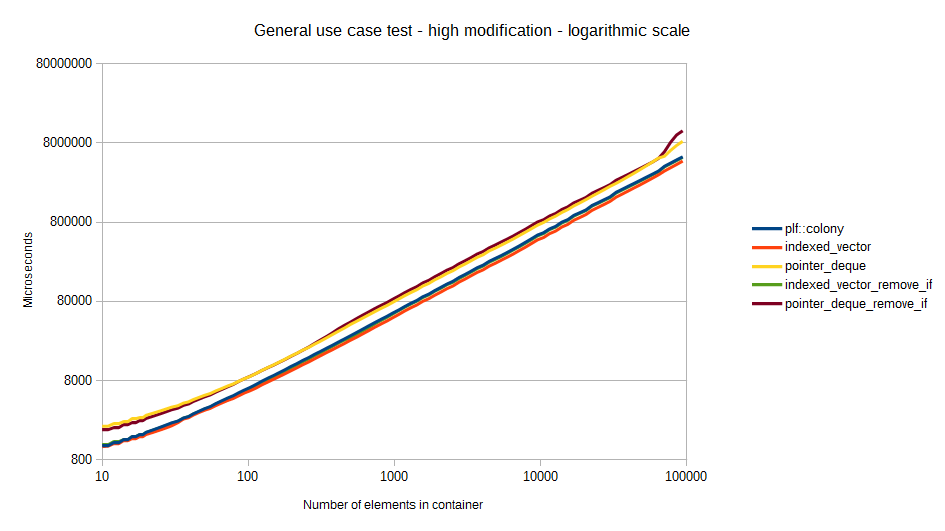 General use case test - high modification - logarithmic scale
80000000
8000000
800000
80000
8000
800
Microseconds
10 100 1000 10000 100000
Number of elements in container
plf::colony
indexed_vector
pointer_deque
indexed_vector_remove_if
pointer_deque_remove_if